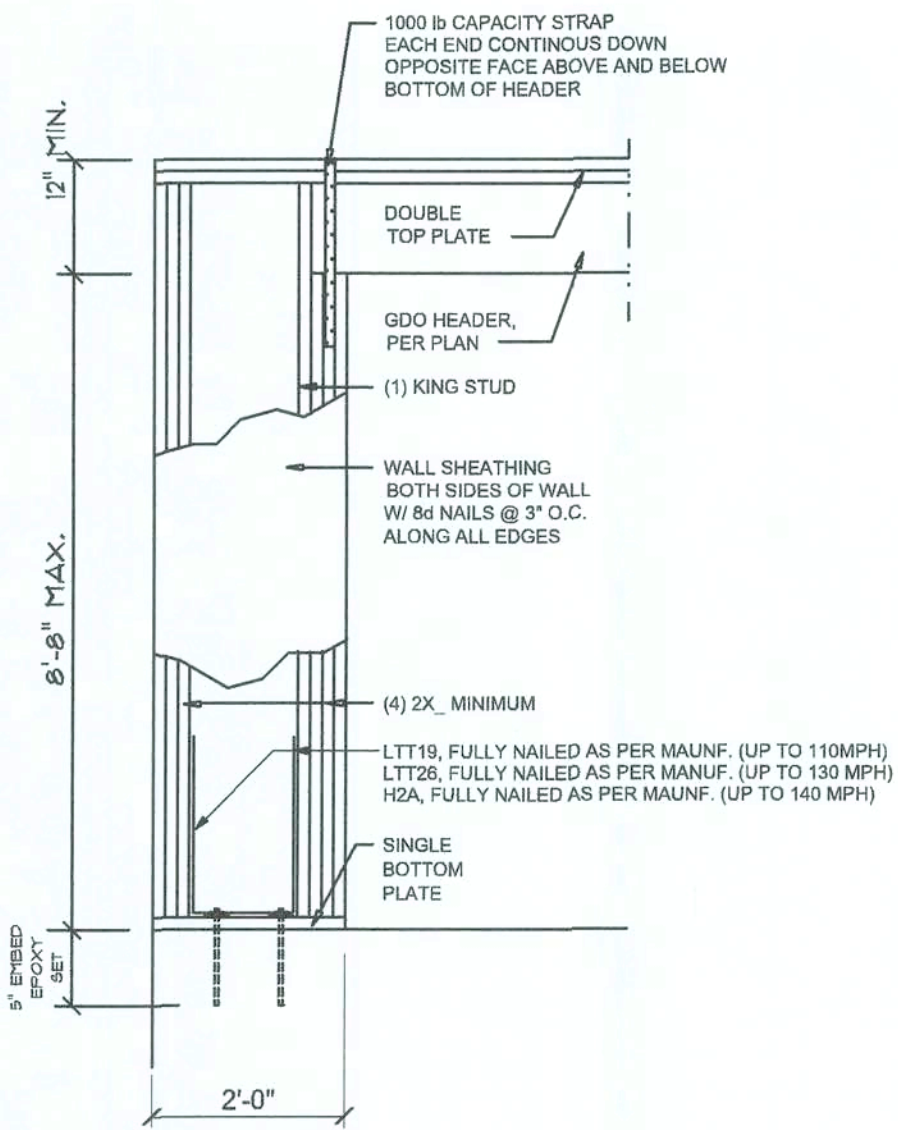 1000 lb CAPACITY STRAP
EACH END CONTINOUS DOWN
OPPOSITE FACE ABOVE AND BELOW
BOTTOM OF HEADER
12" MIN.
DOUBLE
TOP PLATE
GDO HEADER,
PER PLAN
(1) KING STUD
WALL SHEATHING
BOTH SIDES OF WALL
W/ 8d NAILS @ 3" O.C.
ALONG ALL EDGES
8'-8" MAX.
(4) 2X_ MINIMUM
LTT19, FULLY NAILED AS PER MAUNF. (UP TO 110MPH)
LTT26, FULLY NAILED AS PER MANUF. (UP TO 130 MPH)
H2A, FULLY NAILED AS PER MAUNF. (UP TO 140 MPH)
SINGLE
BOTTOM
PLATE
5" EMBED
EPOXY
SET
2'-0"